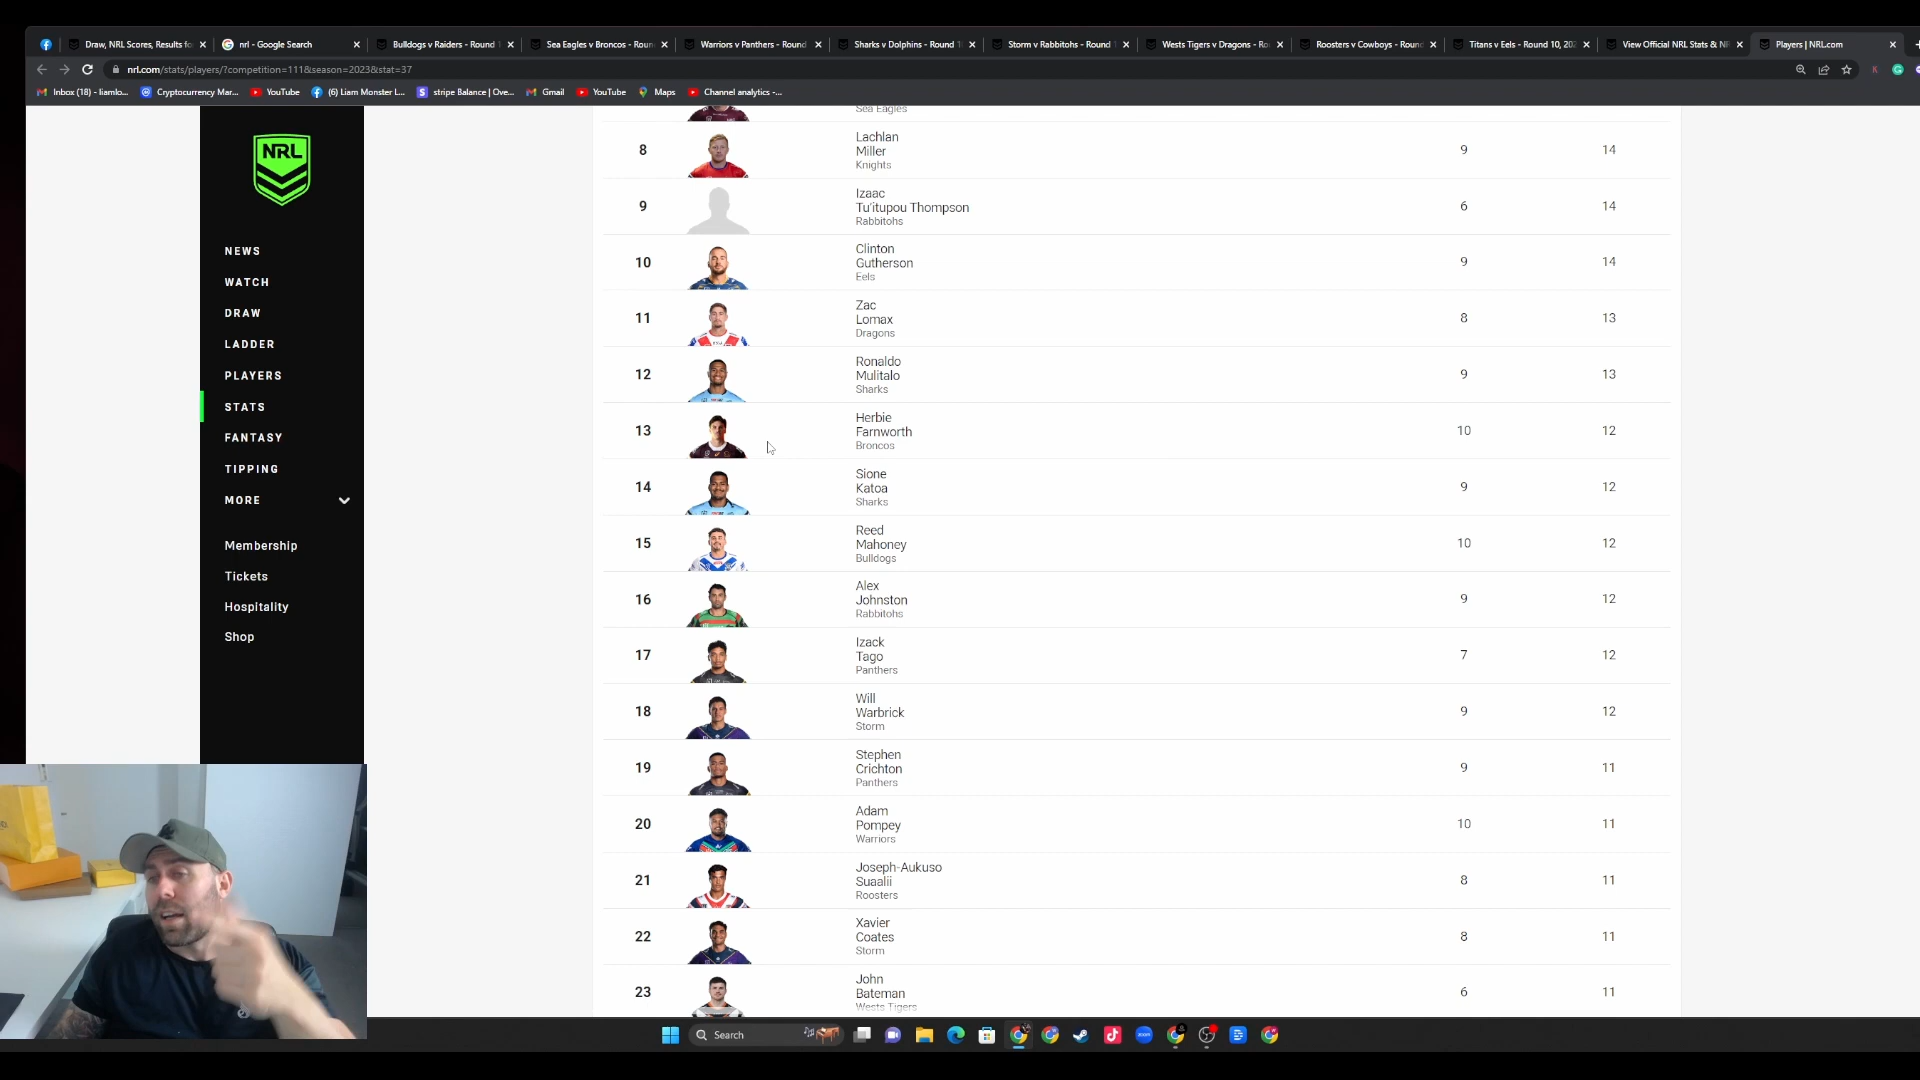 Draw, NRL Scores, Results fo
nrl - Google Search
Bulldogs v Raiders - Round 1
Sea Eagles v Broncos - Roun
Warriors v Panthers - Round
Sharks v Dolphins - Round 1
Storm v Rabbitohs - Round 1
Wests Tigers v Dragons - Ro
Roosters v Cowboys - Round
Titans v Eels - Round 10, 202
View Official NRL Stats & NR
Players | NRL.com
nrl.com/stats/players/?competition=111&season=2023&stat=37
Inbox (18) - liamlo...
Cryptocurrency Mar...
YouTube
(6) Liam Monster L...
stripe Balance | Ove...
Gmail
YouTube
Maps
Channel analytics -...
NRL
NEWS
WATCH
DRAW
LADDER
PLAYERS
STATS
FANTASY
TIPPING
MORE
Membership
Tickets
Hospitality
Shop
Sea Eagles
8 Lachlan Miller Knights 9 14
9 Izaac Tu'itupou Thompson Rabbitohs 6 14
10 Clinton Gutherson Eels 9 14
11 Zac Lomax Dragons 8 13
12 Ronaldo Mulitalo Sharks 9 13
13 Herbie Farnworth Broncos 10 12
14 Sione Katoa Sharks 9 12
15 Reed Mahoney Bulldogs 10 12
16 Alex Johnston Rabbitohs 9 12
17 Izack Tago Panthers 7 12
18 Will Warbrick Storm 9 12
19 Stephen Crichton Panthers 9 11
20 Adam Pompey Warriors 10 11
21 Joseph-Aukuso Suaalii Roosters 8 11
22 Xavier Coates Storm 8 11
23 John Bateman Wests Tigers 6 11
Search